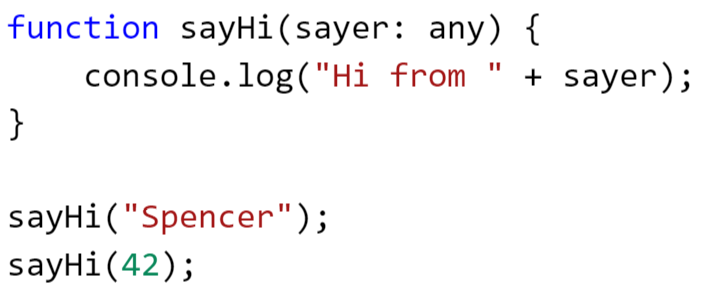 function sayHi(sayer: any) {
    console.log("Hi from " + sayer);
}

sayHi("Spencer");
sayHi(42);